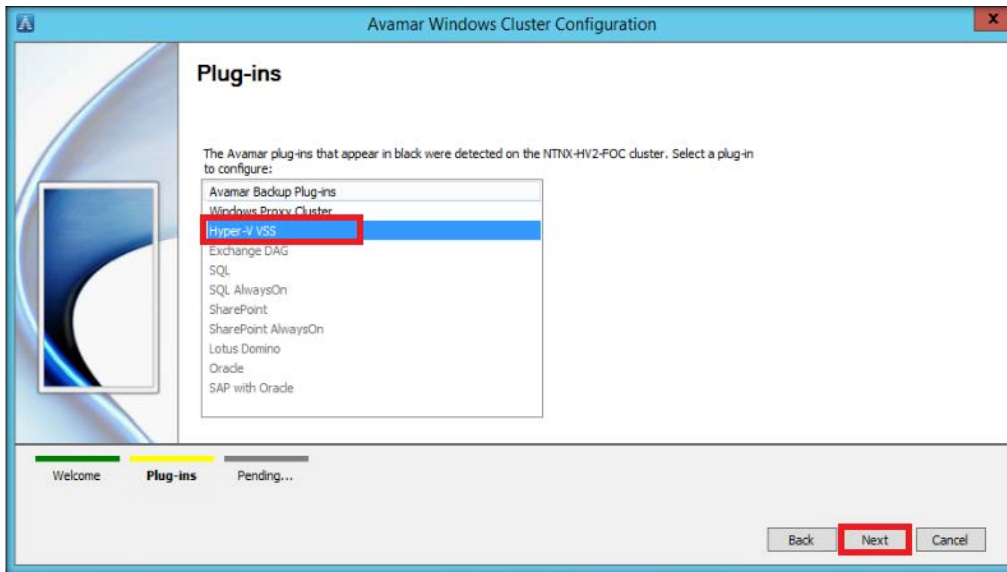 Avamar Windows Cluster Configuration
x
Plug-ins
The Avamar plug-ins that appear in black were detected on the NTNX-HV2-FOC cluster. Select a plug-in
to configure:
Avamar Backup Plug-ins
Windows Proxy Cluster
Hyper-V VSS
Exchange DAG
SQL
SQL AlwaysOn
SharePoint
SharePoint AlwaysOn
Lotus Domino
Oracle
SAP with Oracle
Welcome Plug-ins Pending...
Back Next Cancel